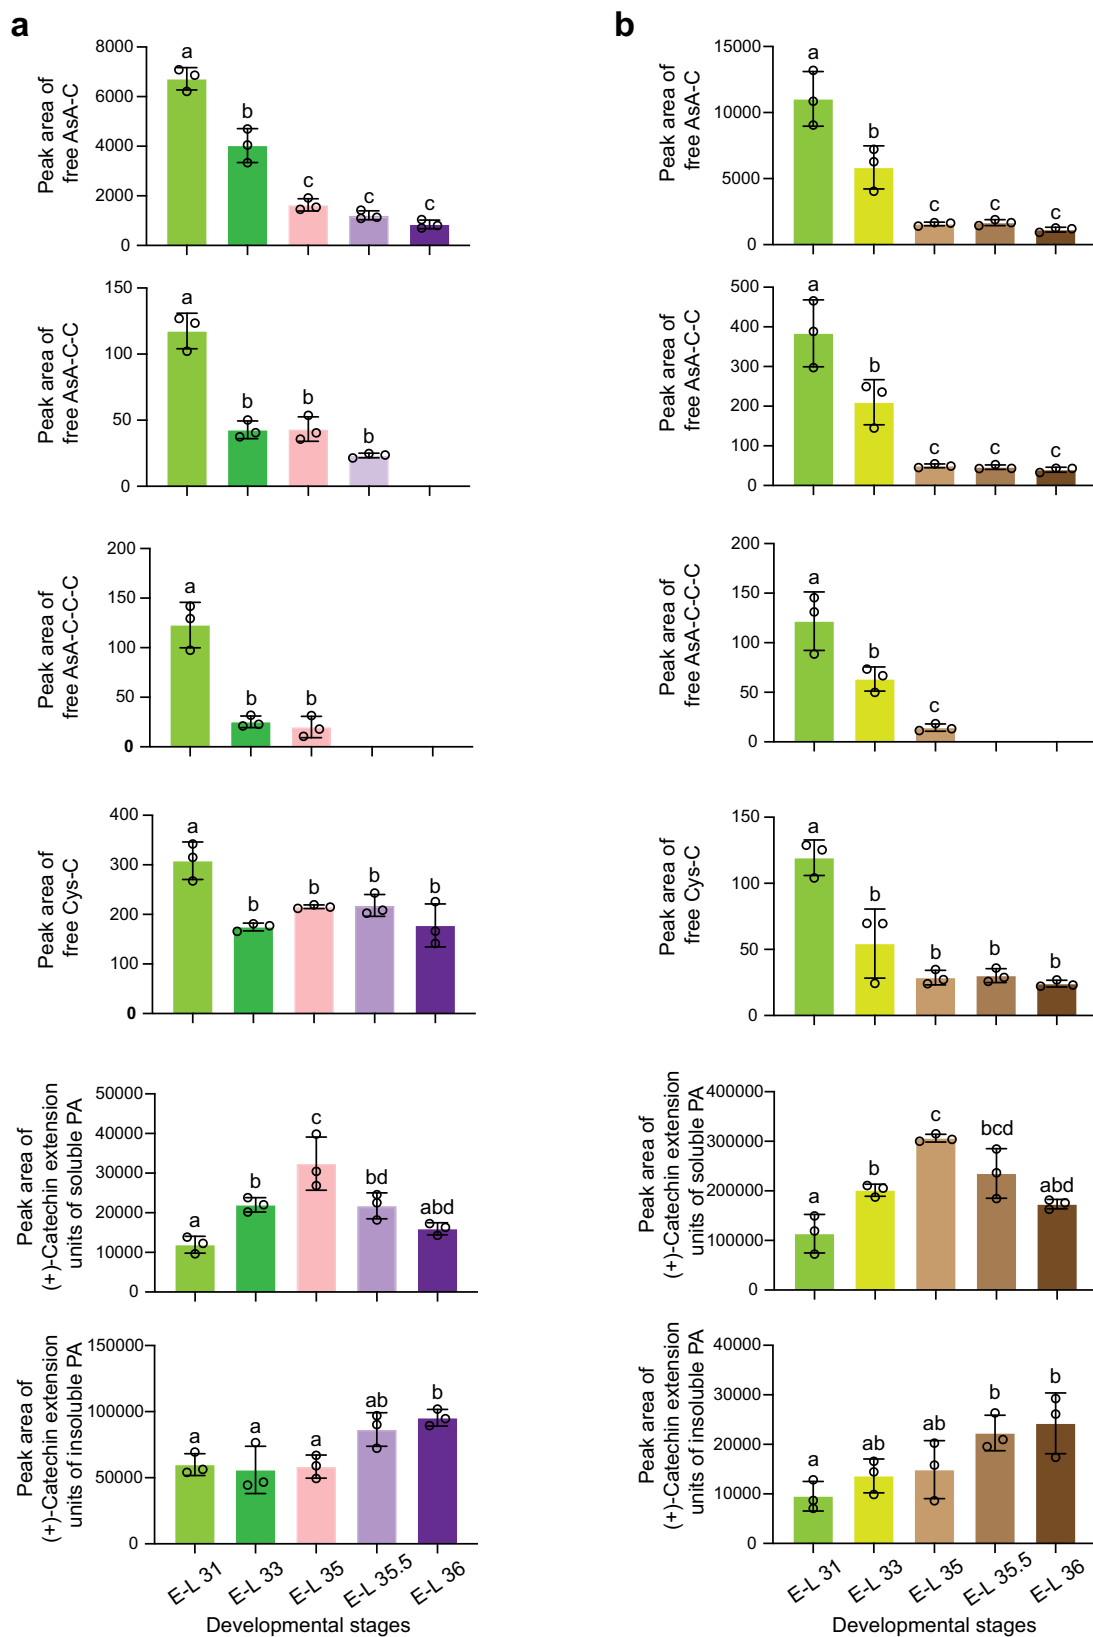 a
Peak area of
free AsA-C
8000
6000
4000
2000
0
a
b
c
c
c
Peak area of
free AsA-C-C
150
100
50
0
a
b
b
b
Peak area of
free AsA-C-C-C
200
150
100
50
0
a
b
b
Peak area of
free Cys-C
400
300
200
100
0
a
b
b
b
b
Peak area of
(+)-Catechin extension
units of soluble PA
50000
40000
30000
20000
10000
0
a
b
c
bd
abd
Peak area of
(+)-Catechin extension
units of insoluble PA
150000
100000
50000
0
a
a
a
ab
b
E-L 31
E-L 33
E-L 35
E-L 35.5
E-L 36
Developmental stages
b
Peak area of
free AsA-C
15000
10000
5000
0
a
b
c
c
c
Peak area of
free AsA-C-C
500
400
300
200
100
0
a
b
c
c
c
Peak area of
free AsA-C-C-C
200
150
100
50
0
a
b
c
Peak area of
free Cys-C
150
100
50
0
a
b
b
b
b
Peak area of
(+)-Catechin extension
units of soluble PA
400000
300000
200000
100000
0
a
b
c
bcd
abd
Peak area of
(+)-Catechin extension
units of insoluble PA
40000
30000
20000
10000
0
a
ab
ab
b
b
E-L 31
E-L 33
E-L 35
E-L 35.5
E-L 36
Developmental stages